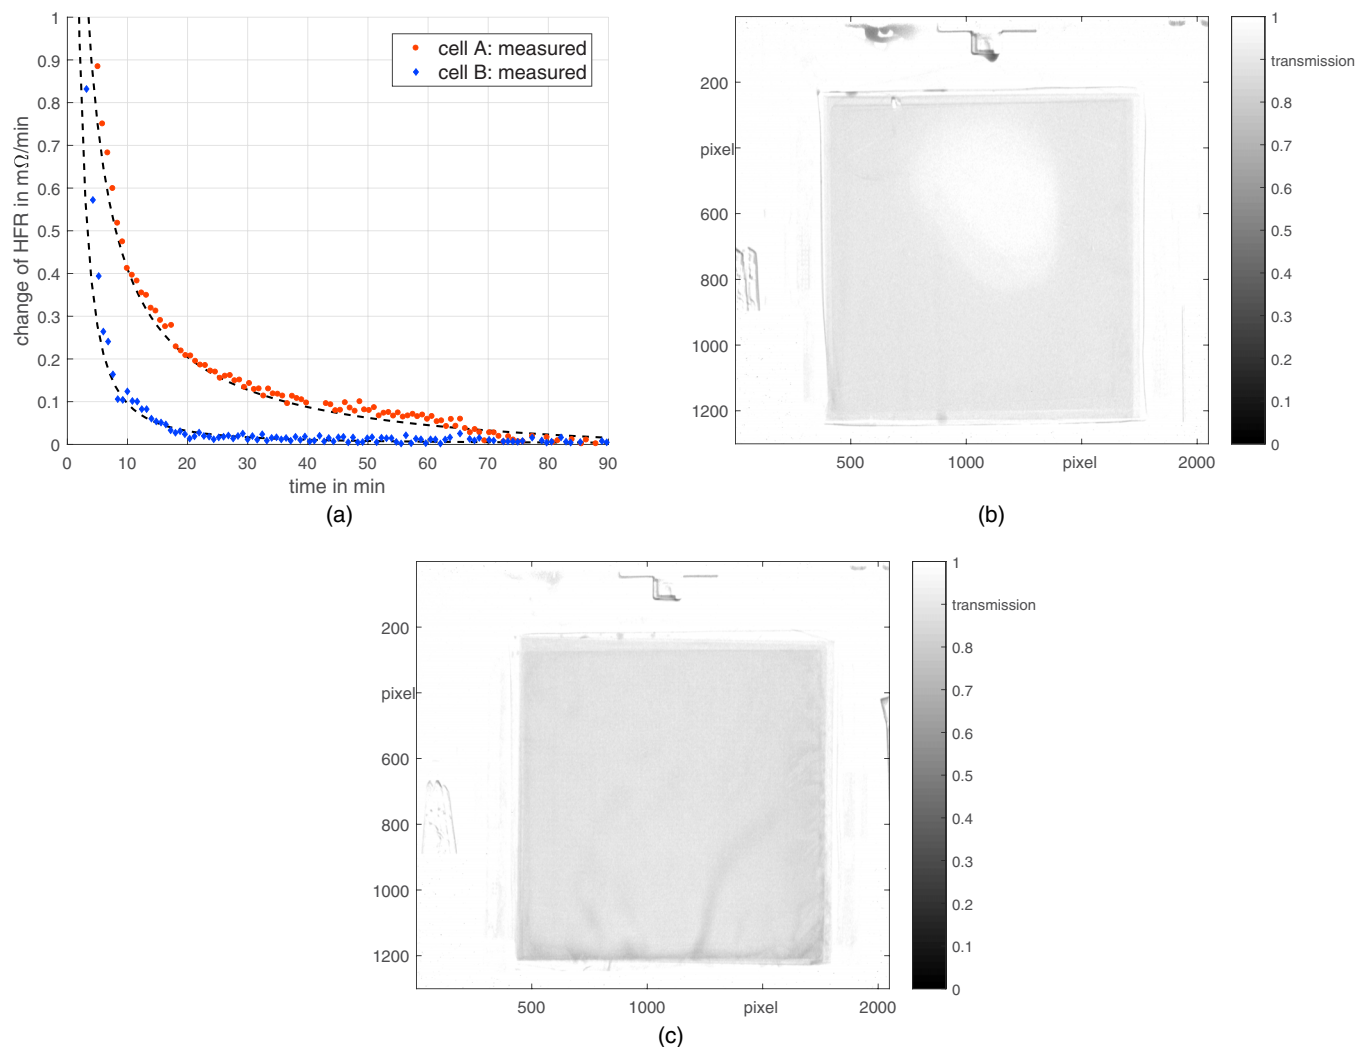 1
0.9
0.8
0.7
0.6
0.5
0.4
0.3
0.2
0.1
0
change of HFR in mΩ/min
cell A: measured
cell B: measured
0 10 20 30 40 50 60 70 80 90
time in min
(a)
200
pixel
600
800
1000
1200
500 1000 pixel 2000
1
transmission
0.8
0.7
0.6
0.5
0.4
0.3
0.2
0.1
0
(b)
200
pixel
600
800
1000
1200
500 1000 pixel 2000
1
transmission
0.8
0.7
0.6
0.5
0.4
0.3
0.2
0.1
0
(c)